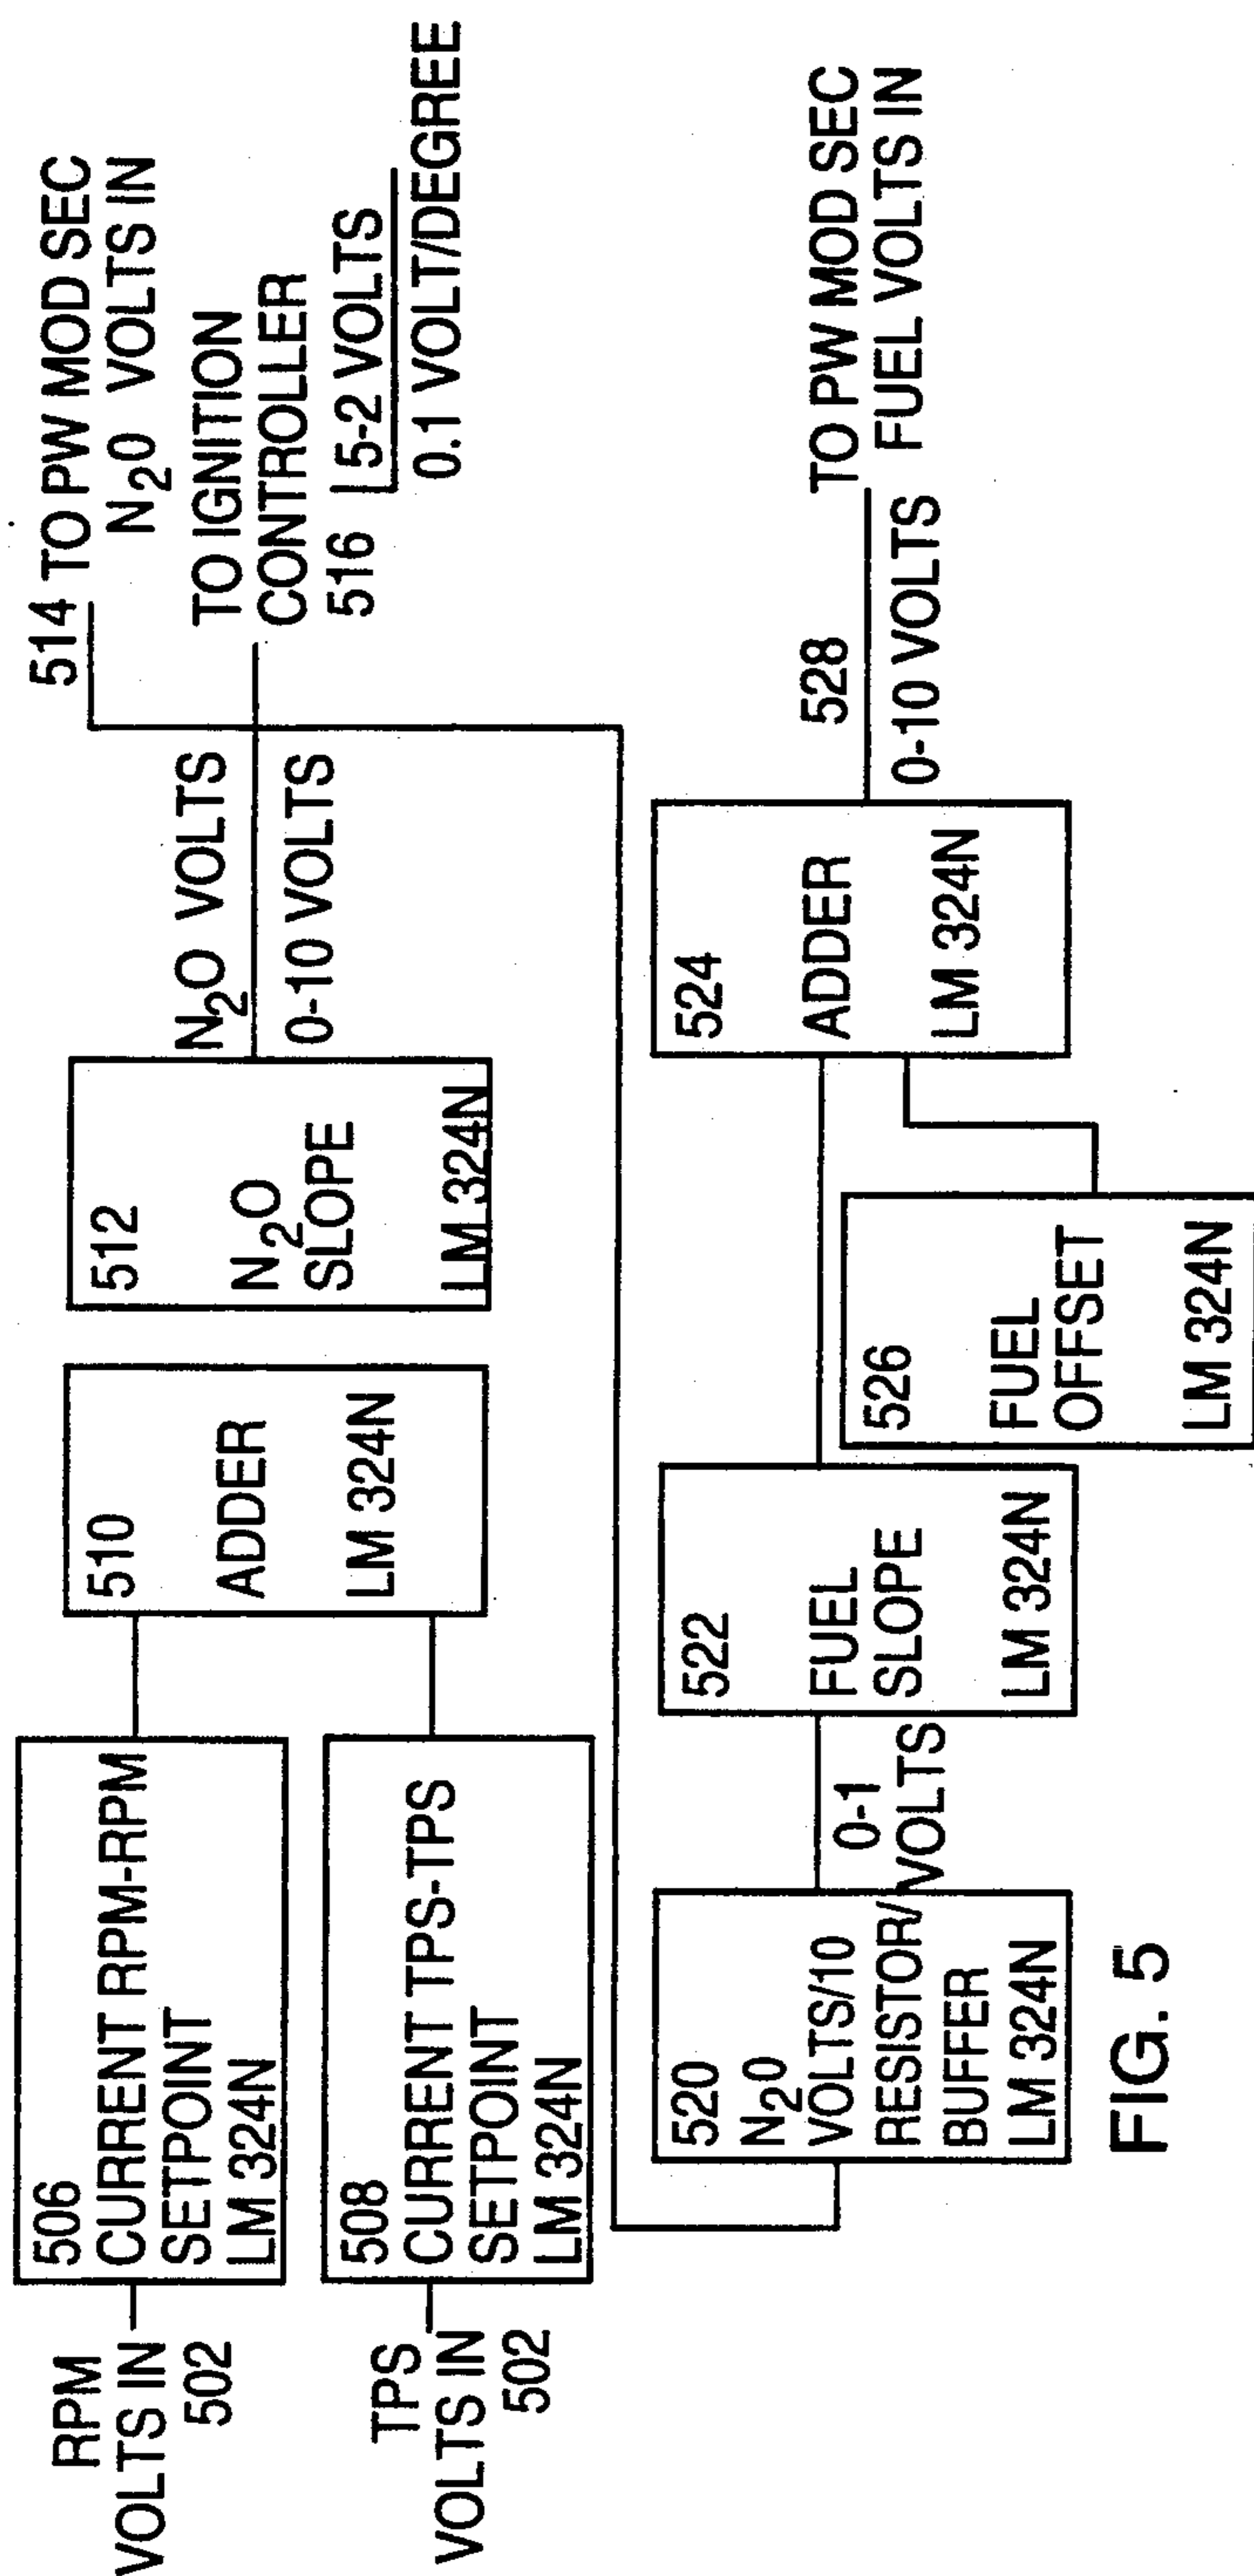 RPM
VOLTS IN
502
506
CURRENT RPM-RPM
SETPOINT
LM 324N
TPS
VOLTS IN
502
508
CURRENT TPS-TPS
SETPOINT
LM 324N
510
ADDER
LM 324N
512
N2O
SLOPE
LM 324N
N2O VOLTS
0-10 VOLTS
514 TO PW MOD SEC
N2O VOLTS IN
TO IGNITION
CONTROLLER
516 5-2 VOLTS
0.1 VOLT/DEGREE
520
N2O
VOLTS/10
RESISTOR/
BUFFER
LM 324N
0-1
VOLTS
522
FUEL
SLOPE
LM 324N
526
FUEL
OFFSET
LM 324N
524
ADDER
LM 324N
528
0-10 VOLTS
TO PW MOD SEC
FUEL VOLTS IN
FIG. 5